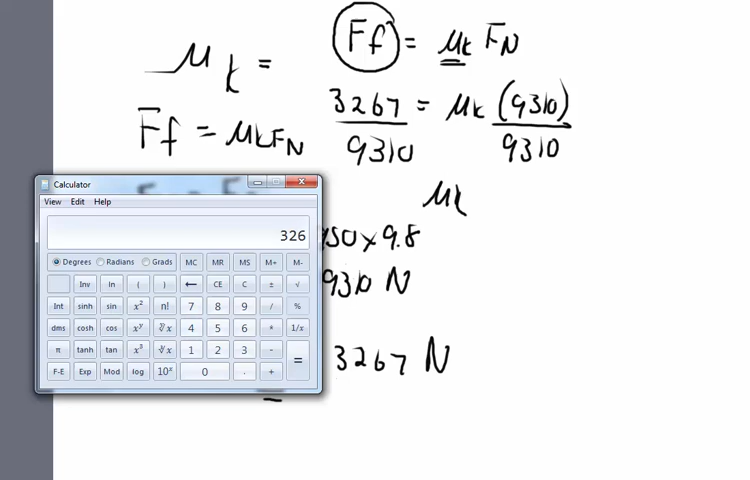 μk =
Ff = μk FN
3267 = μk (9310)
9310 9310
Ff = μkFN
μk
950 x 9.8
9310 N
3267 N
Calculator
View Edit Help
326
Degrees Radians Grads MC MR MS M+ M-
Inv ln ( ) ← CE C ± √
Int sinh sin x² n! 7 8 9 / %
dms cosh cos xʸ ʸ√x 4 5 6 * 1/x
π tanh tan x³ ³√x 1 2 3 - =
F-E Exp Mod log 10ˣ 0 . +